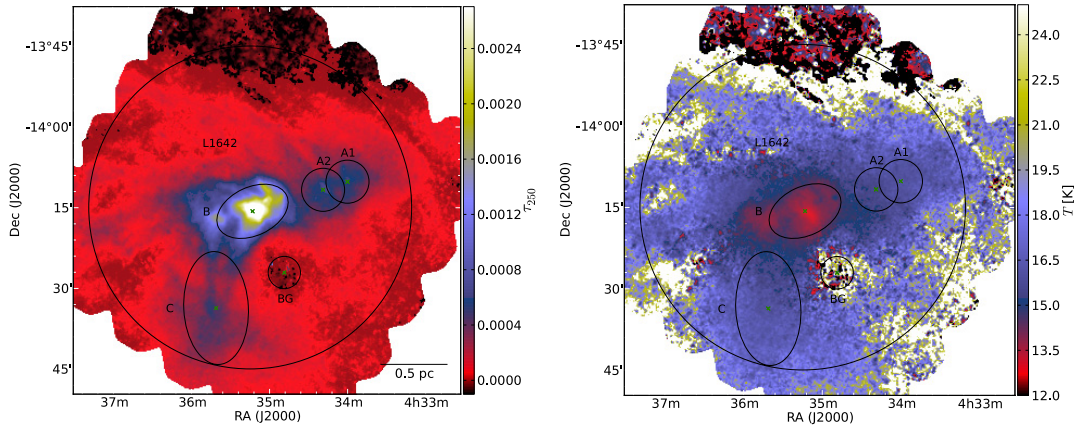 -13°45'
-14°00'
15'
30'
45'
Dec (J2000)
L1642
A2
A1
B
C
BG
0.5 pc
37m
36m
35m
34m
4h33m
RA (J2000)
0.0024
0.0020
0.0016
0.0012
0.0008
0.0004
0.0000
τ250
-13°45'
-14°00'
15'
30'
45'
Dec (J2000)
L1642
A2
A1
B
C
BG
37m
36m
35m
34m
4h33m
RA (J2000)
24.0
22.5
21.0
19.5
18.0
16.5
15.0
13.5
12.0
T [K]